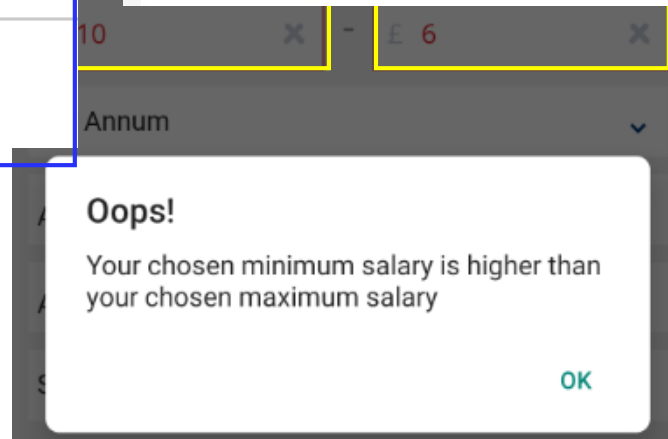 10 - £ 6
Annum
Oops!
Your chosen minimum salary is higher than
your chosen maximum salary
OK